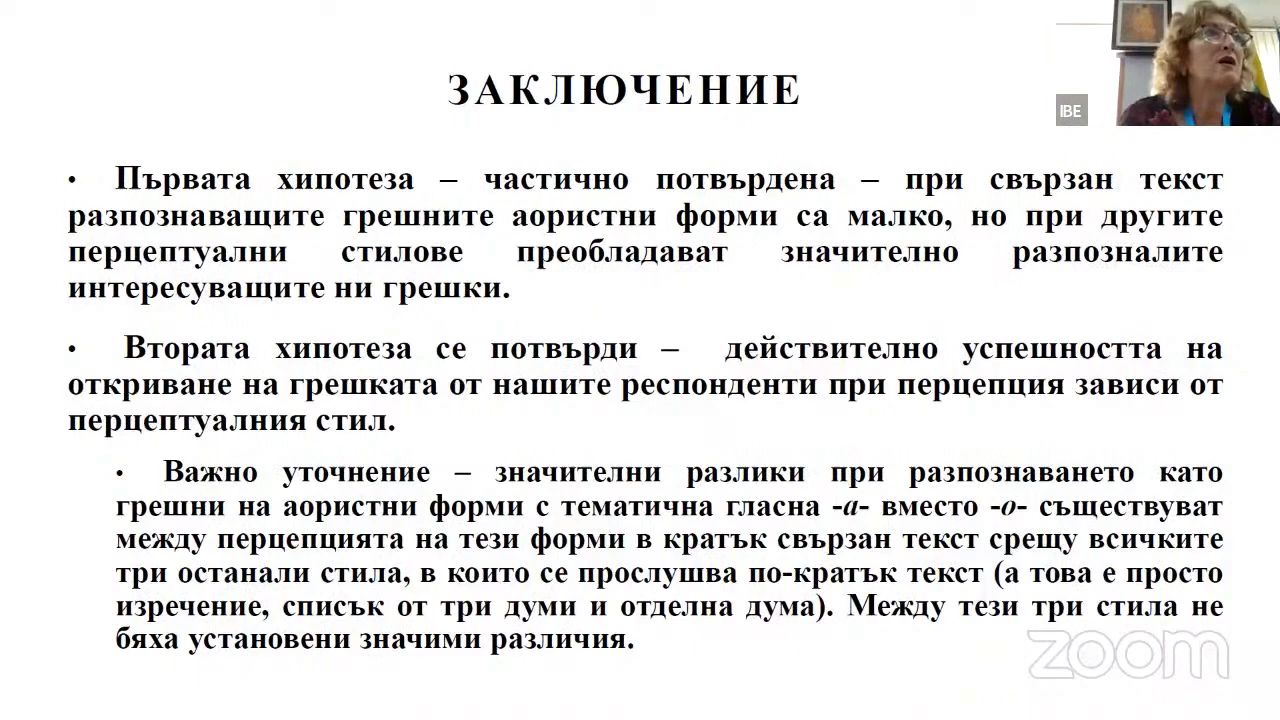 ЗАКЛЮЧЕНИЕ
IBE
• Първата хипотеза – частично потвърдена – при свързан текст
разпознаващите грешните аористни форми са малко, но при другите
перцептуални стилове преобладават значително разпозналите
интересуващите ни грешки.
• Втората хипотеза се потвърди – действително успешността на
откриване на грешката от нашите респонденти при перцепция зависи от
перцептуалния стил.
• Важно уточнение – значителни разлики при разпознаването като
грешни на аористни форми с тематична гласна -а- вместо -о- съществуват
между перцепцията на тези форми в кратък свързан текст срещу всичките
три останали стила, в които се прослушва по-кратък текст (а това е просто
изречение, списък от три думи и отделна дума). Между тези три стила не
бяха установени значими различия.
zoom